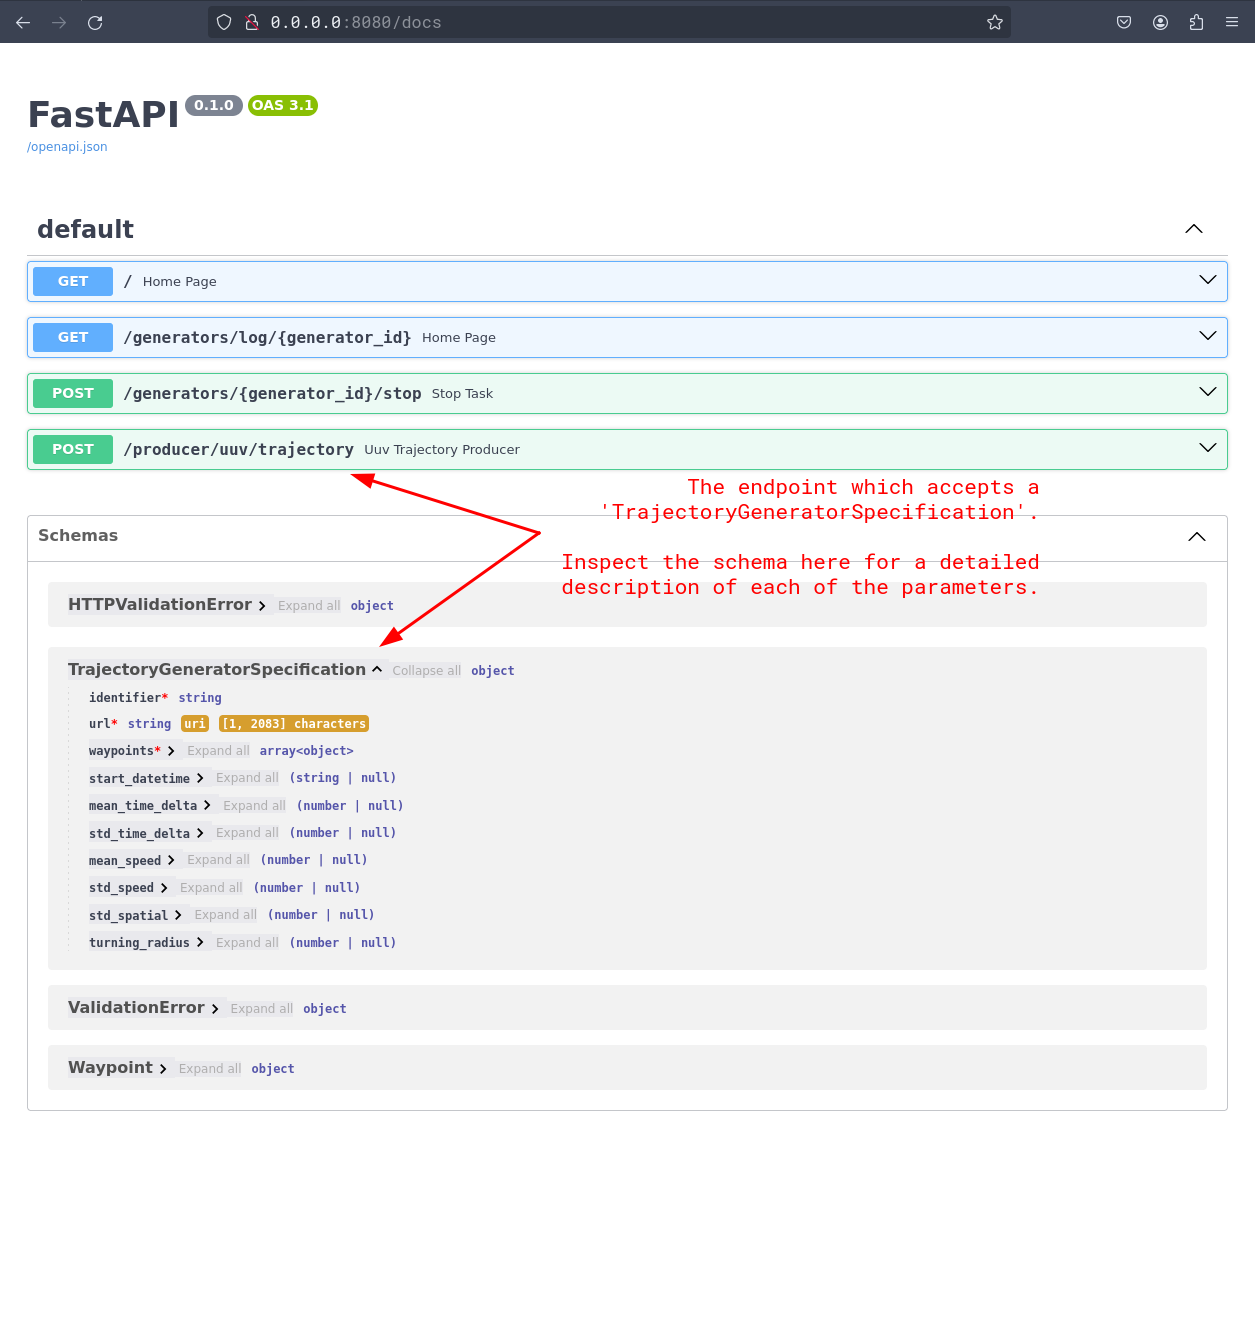 0.0.0.0:8080/docs
FastAPI 0.1.0 OAS 3.1
/openapi.json
default
GET / Home Page
GET /generators/log/{generator_id} Home Page
POST /generators/{generator_id}/stop Stop Task
POST /producer/uuv/trajectory Uuv Trajectory Producer
The endpoint which accepts a
'TrajectoryGeneratorSpecification'.
Schemas
Inspect the schema here for a detailed
description of each of the parameters.
HTTPValidationError Expand all object
TrajectoryGeneratorSpecification Collapse all object
identifier* string
url* string uri [1, 2083] characters
waypoints* Expand all array<object>
start_datetime Expand all (string | null)
mean_time_delta Expand all (number | null)
std_time_delta Expand all (number | null)
mean_speed Expand all (number | null)
std_speed Expand all (number | null)
std_spatial Expand all (number | null)
turning_radius Expand all (number | null)
ValidationError Expand all object
Waypoint Expand all object